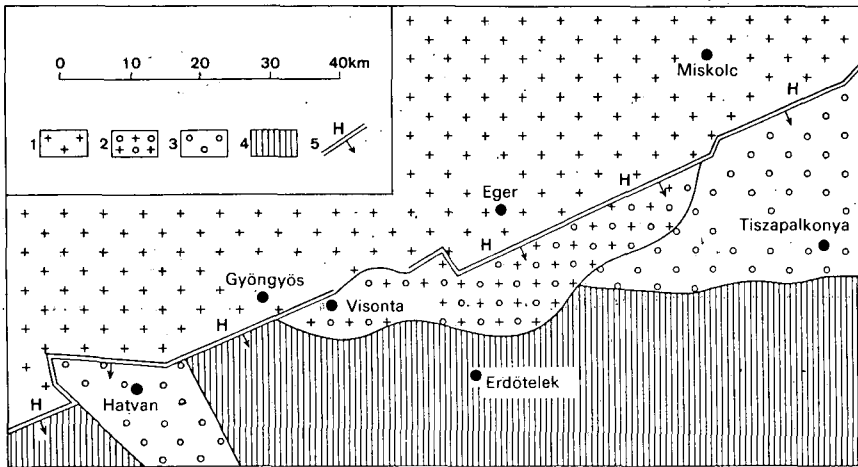 0 10 20 30 40km
1 2 3 4 5 H
Miskolc
H
H
Eger
Tiszapalkonya
H
Gyöngyös
Visonta
H
Erdőtelek
Hatvan
H